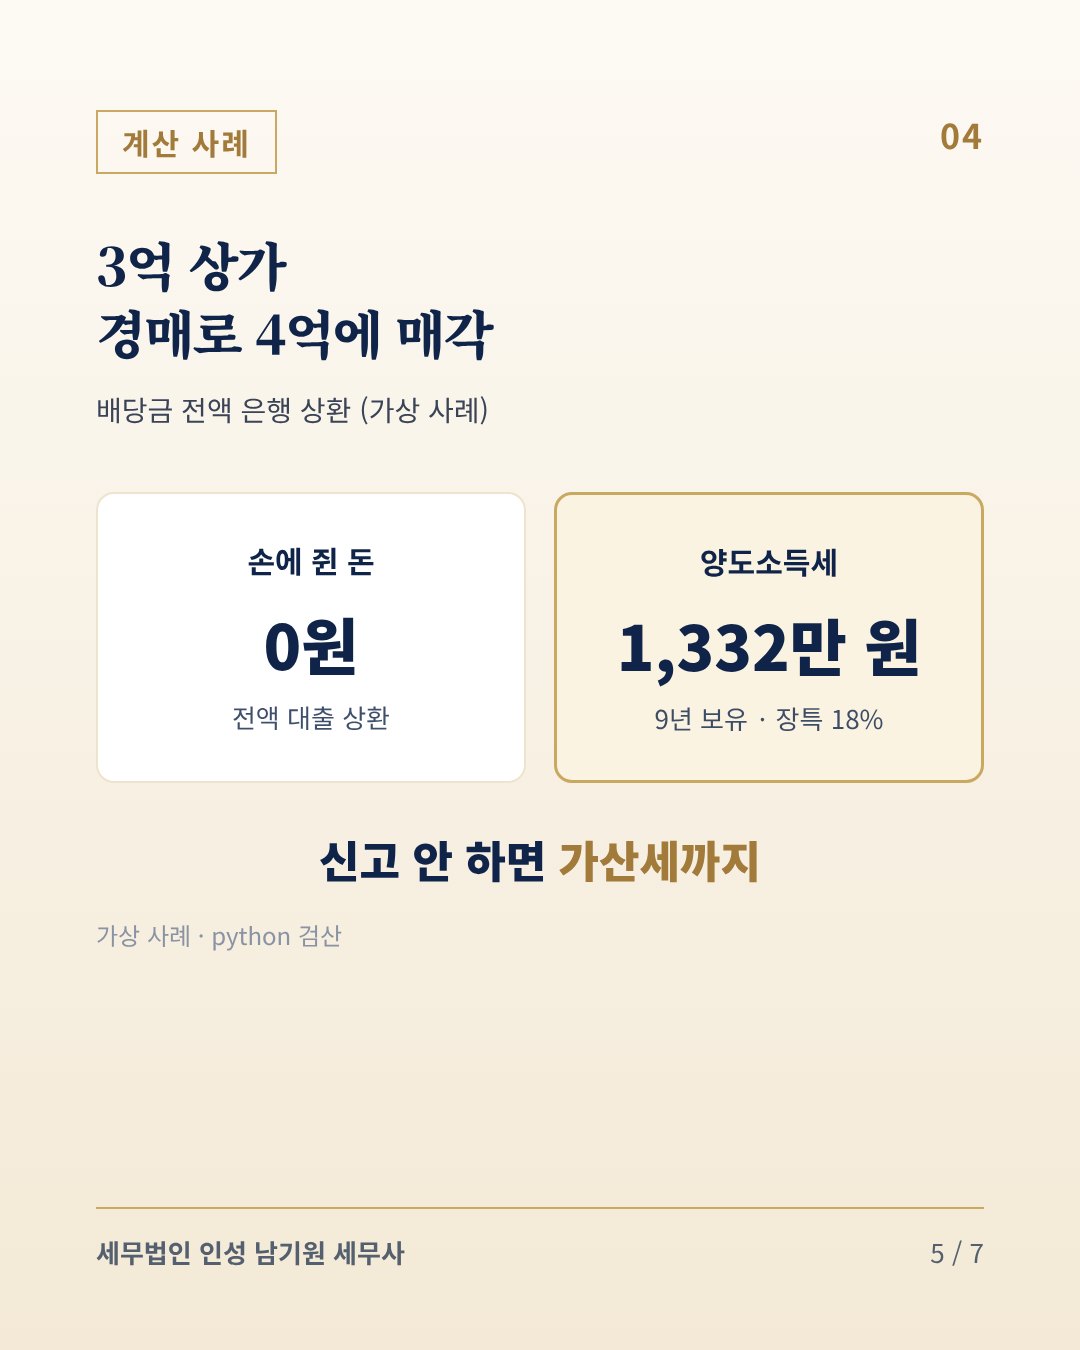 계산 사례
04
3억 상가
경매로 4억에 매각
배당금 전액 은행 상환 (가상 사례)
손에 쥔 돈
0원
전액 대출 상환
양도소득세
1,332만 원
9년 보유 · 장특 18%
신고 안 하면 가산세까지
가상 사례 · python 검산
세무법인 인성 남기원 세무사
5 / 7